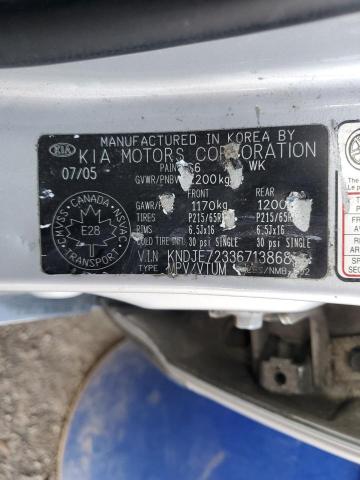 MANUFACTURED IN KOREA BY
KIA KIA MOTORS CORPORATION
07/05 WK
GVWR/PNBV 2200kg
FRONT REAR
GAWR/ 1170kg 1200
TIRES P215/65R P215/65R
RIMS 6.5Jx16 6.5Jx16
COLD TIRE INFL 30 psi SINGLE 30 psi SINGLE
V.I.N KNDJE72336713868
TYPE MPV/VTUM
CMVSS · CANADA · NSVAC
E28
TRANSPORT